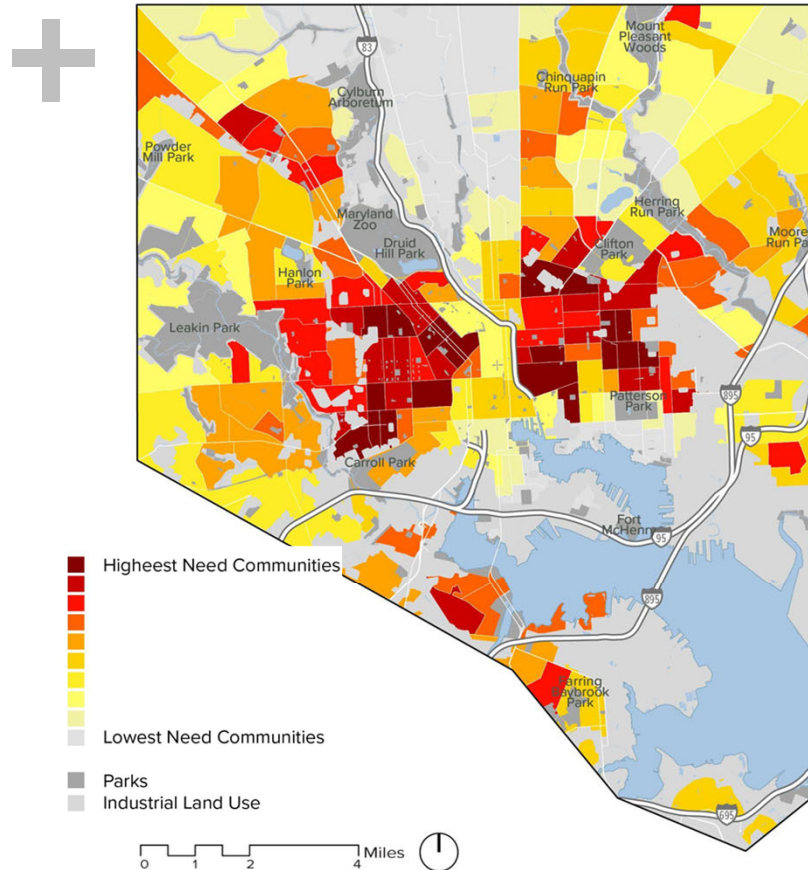 83
Mount
Pleasant
Woods
Chinquapin
Run Park
Cylburn
Arboretum
Powder
Mill Park
Herring
Run Park
Maryland
Zoo
Druid
Hill Park
Clifton
Park
Moore
Run Pa
Hanlon
Park
Leakin Park
Patterson
Park
895
95
Carroll Park
Fort
McHenr
95
895
Farring
Baybrook
Park
695
Higheest Need Communities
Lowest Need Communities
Parks
Industrial Land Use
0 1 2 4 Miles